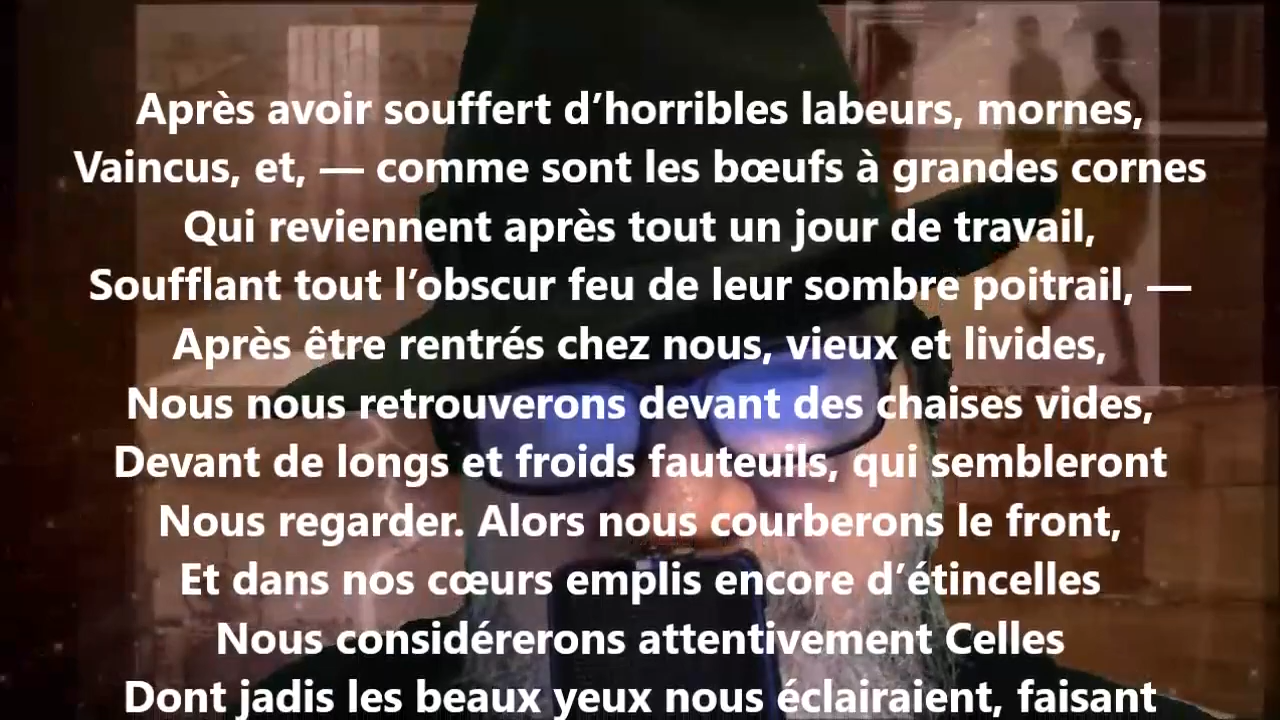 Après avoir souffert d’horribles labeurs, mornes,
Vaincus, et, — comme sont les bœufs à grandes cornes
Qui reviennent après tout un jour de travail,
Soufflant tout l’obscur feu de leur sombre poitrail, —
Après être rentrés chez nous, vieux et livides,
Nous nous retrouverons devant des chaises vides,
Devant de longs et froids fauteuils, qui sembleront
Nous regarder. Alors nous courberons le front,
Et dans nos cœurs emplis encore d’étincelles
Nous considérerons attentivement Celles
Dont jadis les beaux yeux nous éclairaient, faisant